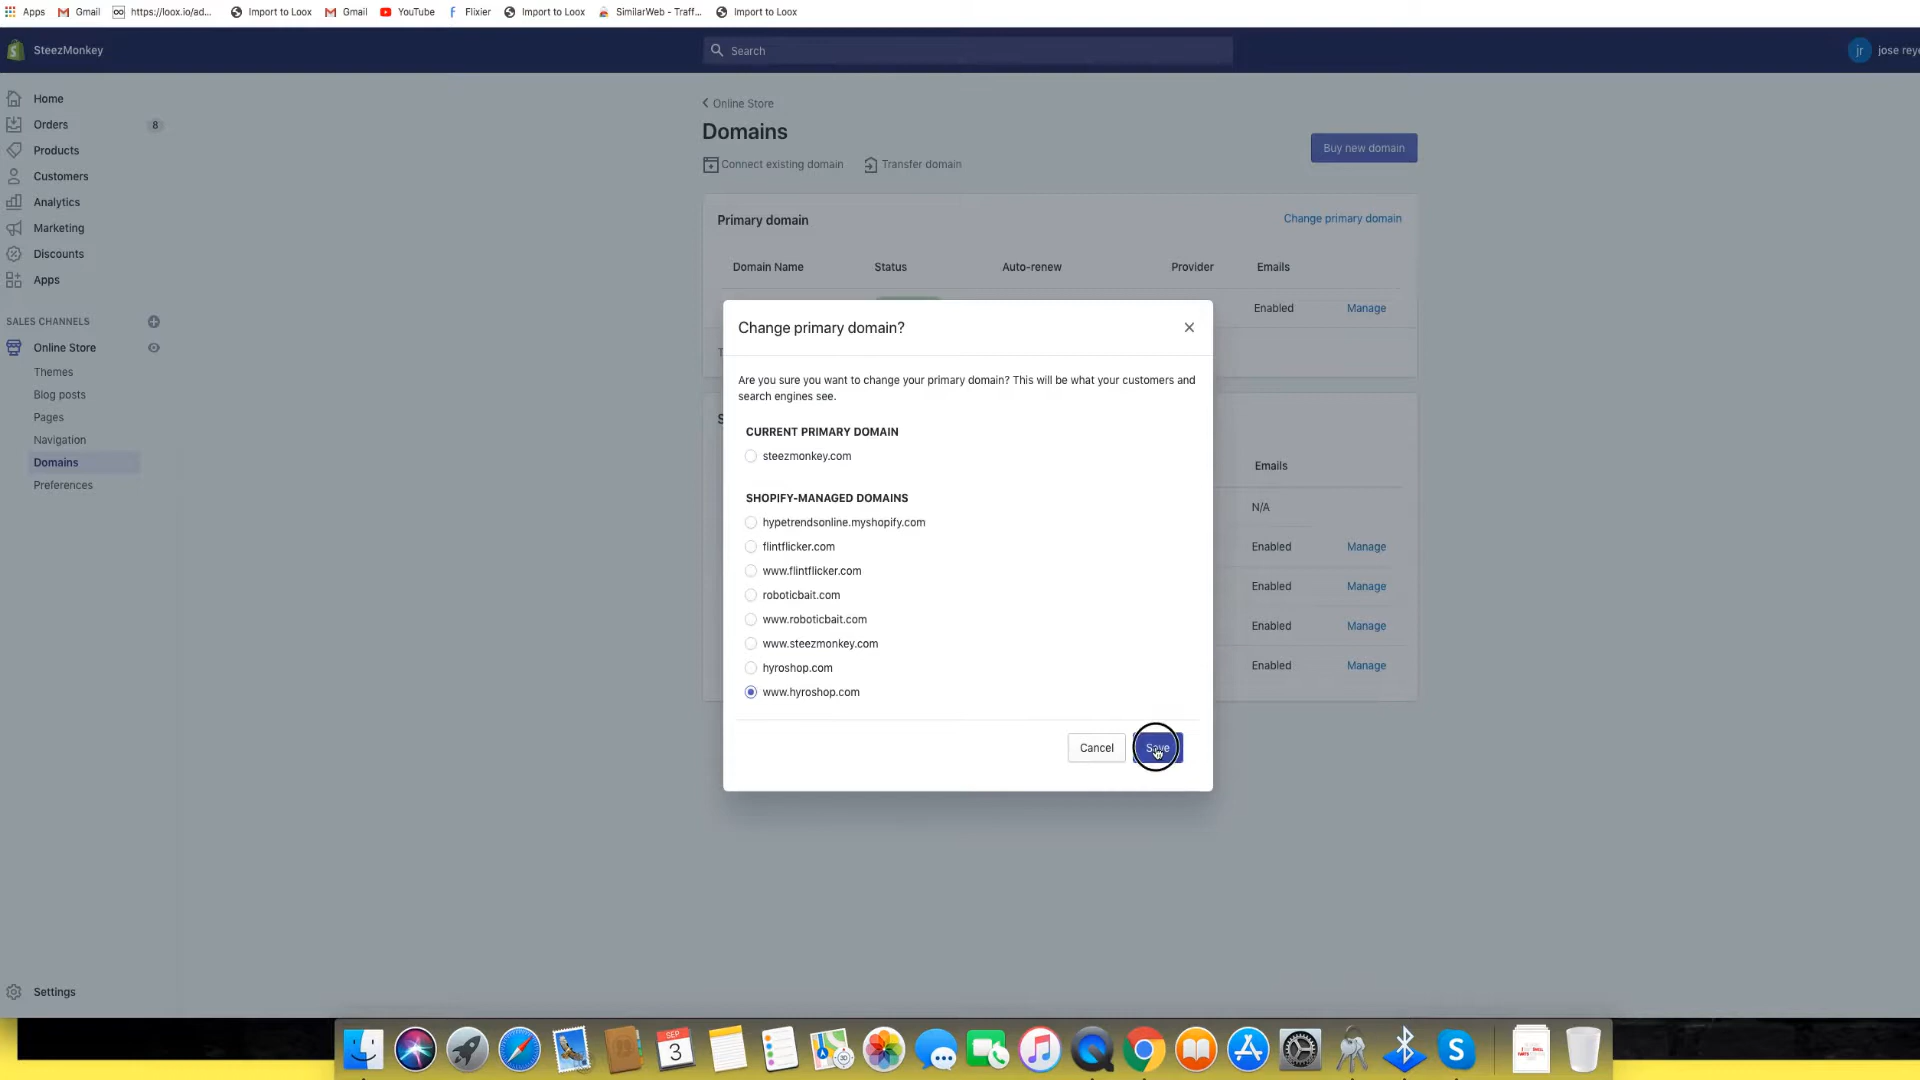 Apps Gmail https://loox.io/ad... Import to Loox Gmail YouTube Flixier Import to Loox SimilarWeb - Traff... Import to Loox
SteezMonkey
Search
jr jose reye
Home
Orders 8
Products
Customers
Analytics
Marketing
Discounts
Apps
SALES CHANNELS
Online Store
Themes
Blog posts
Pages
Navigation
Domains
Preferences
Settings
Online Store
Domains
Connect existing domain Transfer domain
Buy new domain
Primary domain Change primary domain
Domain Name Status Auto-renew Provider Emails
Enabled Manage
Emails
N/A
Enabled Manage
Enabled Manage
Enabled Manage
Enabled Manage
Change primary domain?
Are you sure you want to change your primary domain? This will be what your customers and
search engines see.
CURRENT PRIMARY DOMAIN
steezmonkey.com
SHOPIFY-MANAGED DOMAINS
hypetrendsonline.myshopify.com
flintflicker.com
www.flintflicker.com
roboticbait.com
www.roboticbait.com
www.steezmonkey.com
hyroshop.com
www.hyroshop.com
Cancel Save
SEP
3
3D